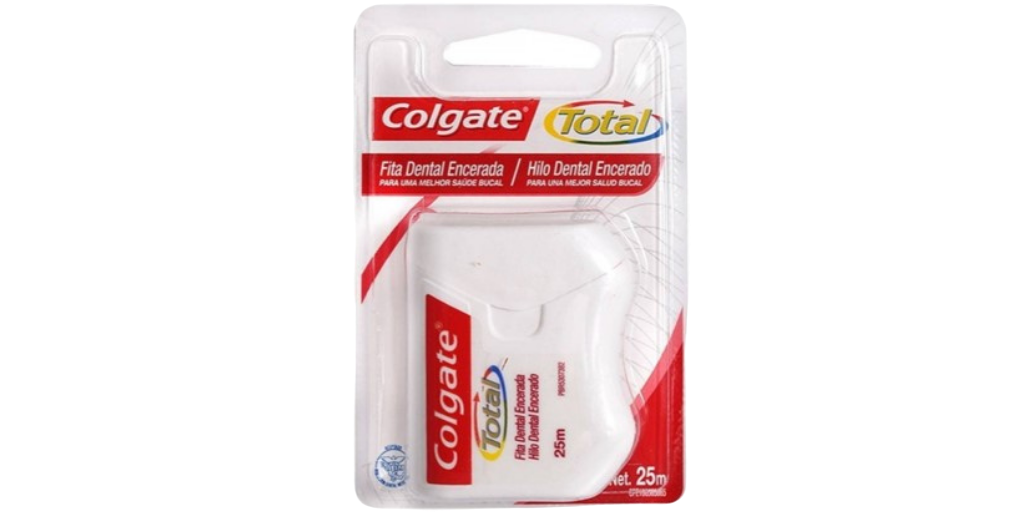 Colgate® Total
Fita Dental Encerada / Hilo Dental Encerado
PARA UMA MELHOR SAÚDE BUCAL PARA UNA MEJOR SALUD BUCAL
Colgate®
Total
Fita Dental Encerada
Hilo Dental Encerado
25m
Net. 25m